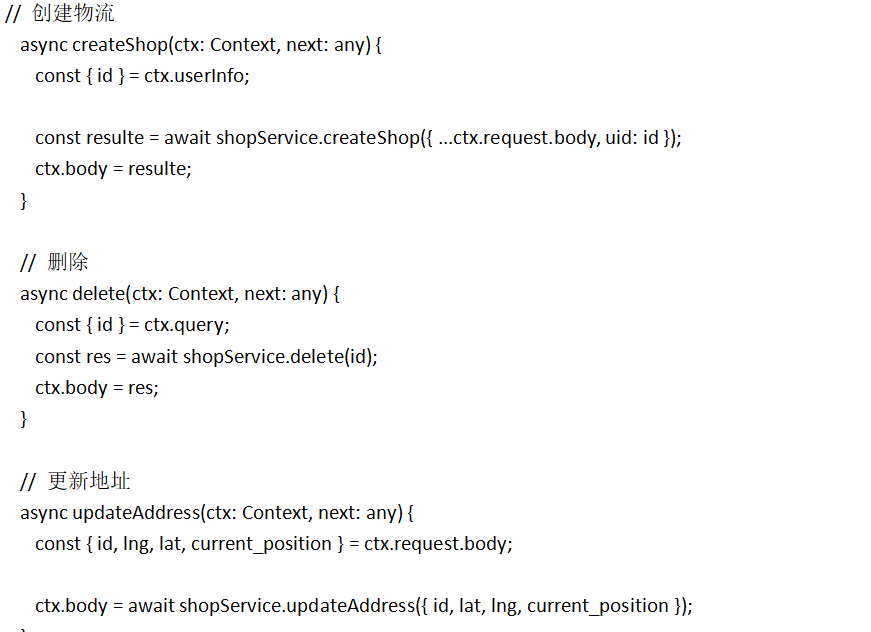 // 创建物流
async createShop(ctx: Context, next: any) {
const { id } = ctx.userInfo;
const resulte = await shopService.createShop({ ...ctx.request.body, uid: id });
ctx.body = resulte;
}
// 删除
async delete(ctx: Context, next: any) {
const { id } = ctx.query;
const res = await shopService.delete(id);
ctx.body = res;
}
// 更新地址
async updateAddress(ctx: Context, next: any) {
const { id, lng, lat, current_position } = ctx.request.body;
ctx.body = await shopService.updateAddress({ id, lat, lng, current_position });
}